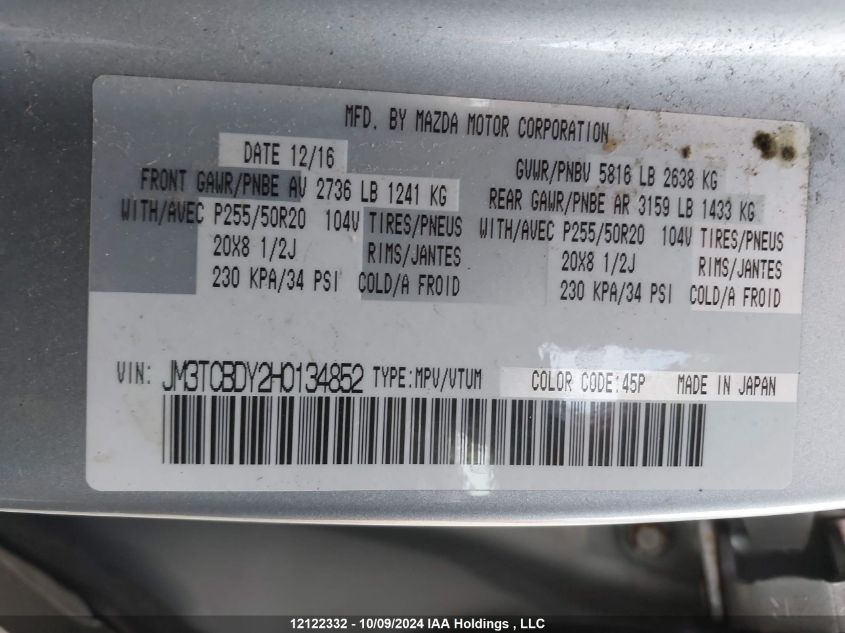 MFD. BY MAZDA MOTOR CORPORATION
DATE 12/16 GVWR/PNBV 5816 LB 2638 KG
FRONT GAWR/PNBE AV 2736 LB 1241 KG REAR GAWR/PNBE AR 3159 LB 1433 KG
WITH/AVEC P255/50R20 104V TIRES/PNEUS WITH/AVEC P255/50R20 104V TIRES/PNEUS
20X8 1/2J RIMS/JANTES 20X8 1/2J RIMS/JANTES
230 KPA/34 PSI COLD/A FROID 230 KPA/34 PSI COLD/A FROID
VIN: JM3TCBDY2H0134852 TYPE:MPV/VTUM COLOR CODE:45P MADE IN JAPAN
12122332 - 10/09/2024 IAA Holdings , LLC